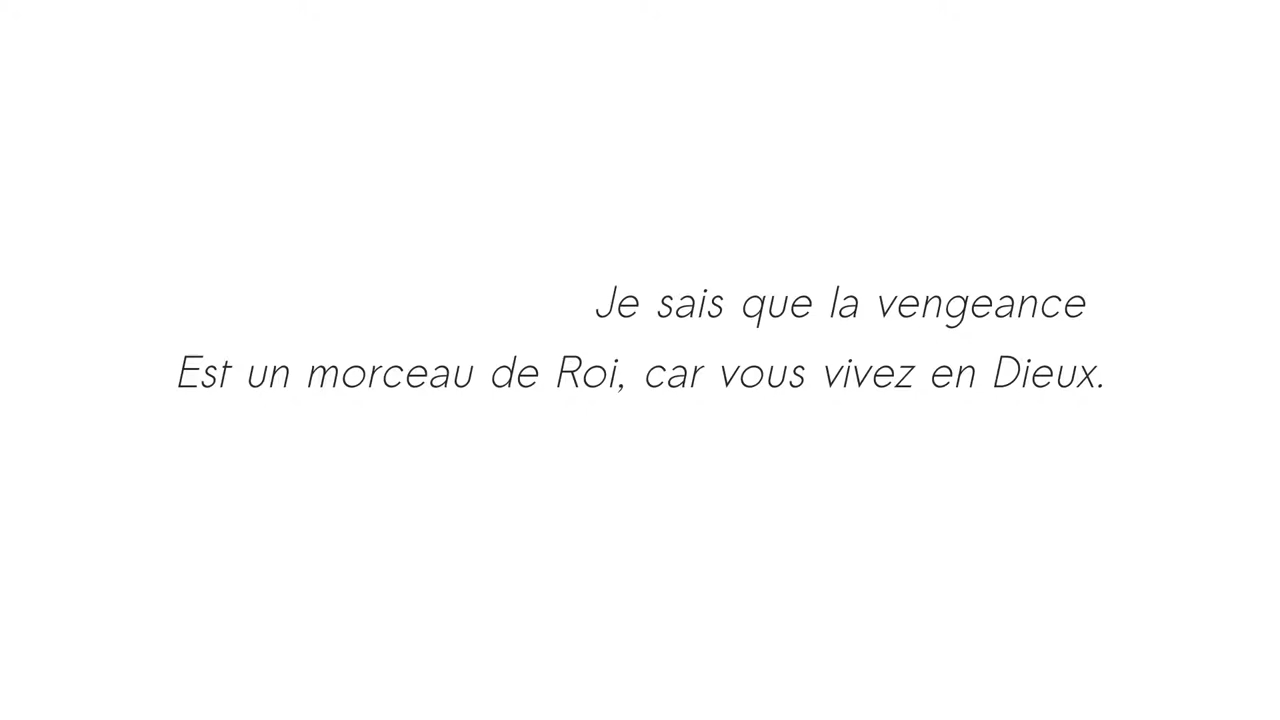 Je sais que la vengeance
Est un morceau de Roi, car vous vivez en Dieux.